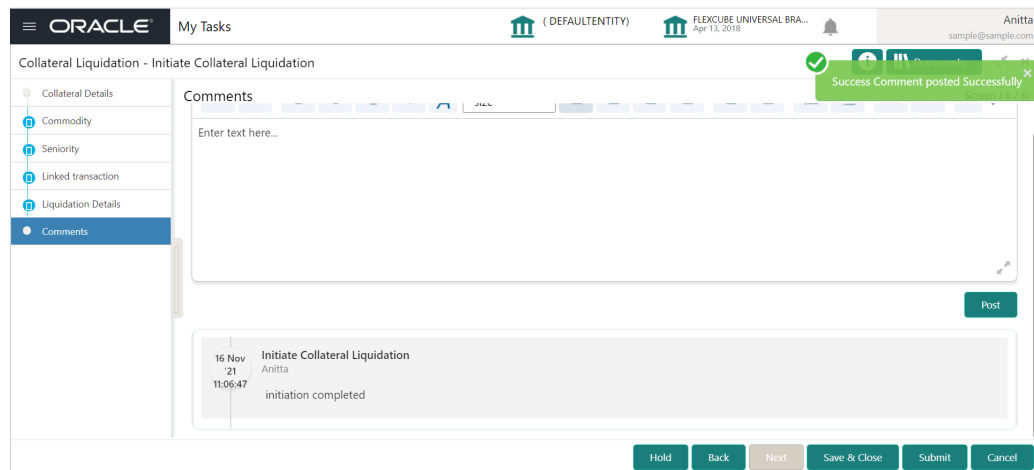 ORACLE
My Tasks
( DEFAULTENTITY)
FLEXCUBE UNIVERSAL BRA...
Apr 13, 2018
Anitta
sample@sample.com
Collateral Liquidation - Initiate Collateral Liquidation
Success Comment posted Successfully
Collateral Details
Commodity
Seniority
Linked transaction
Liquidation Details
Comments
Comments
Enter text here...
Post
16 Nov
'21
11:06:47
Initiate Collateral Liquidation
Anitta
initiation completed
Hold
Back
Next
Save & Close
Submit
Cancel